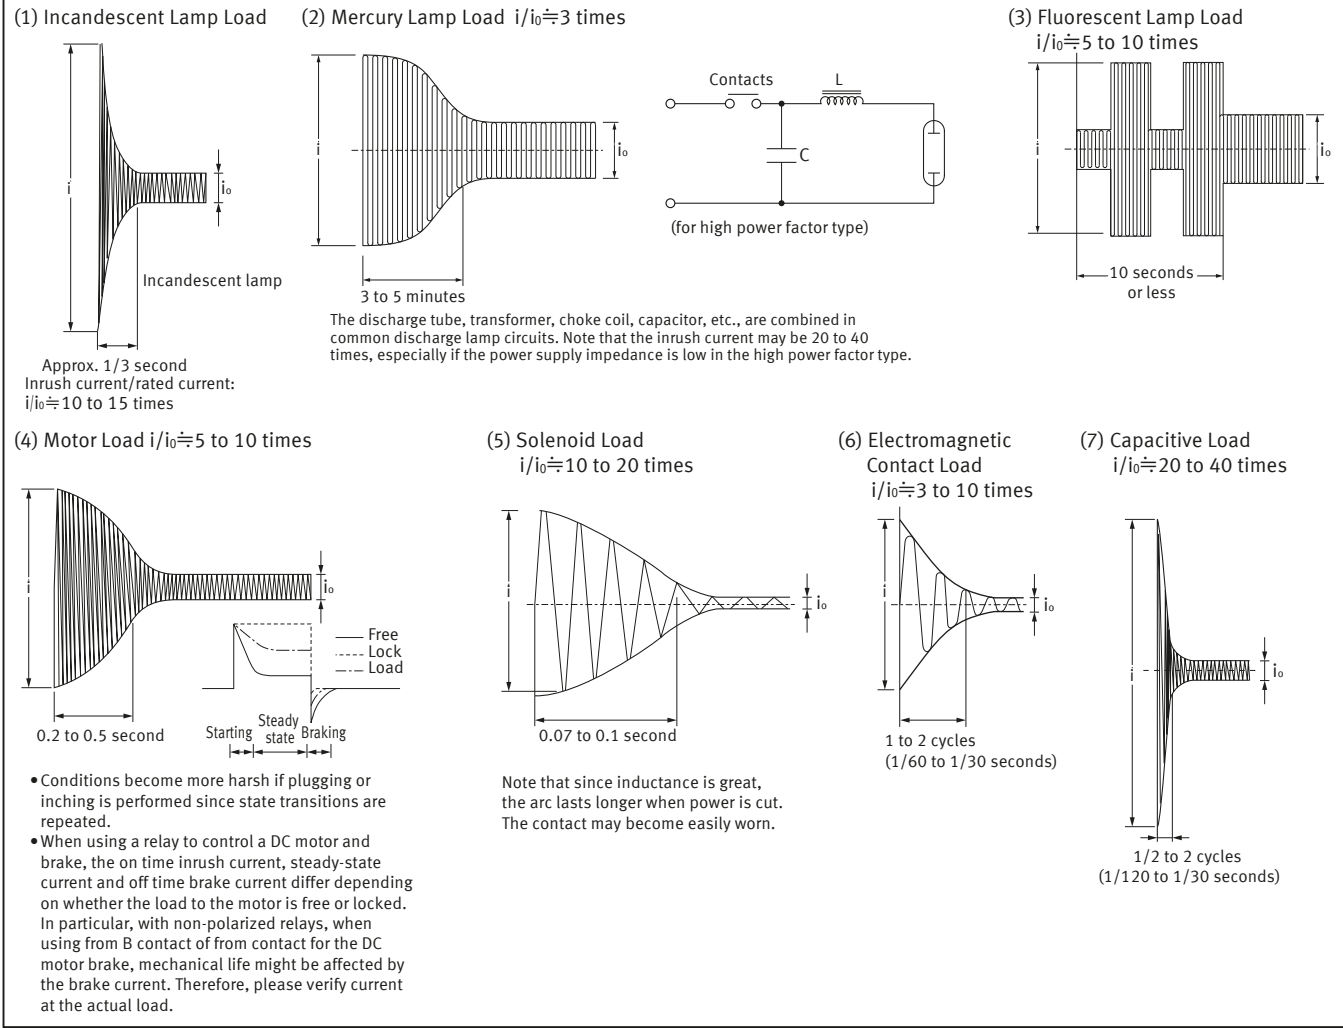 (1) Incandescent Lamp Load
i
i₀
Incandescent lamp
Approx. 1/3 second
Inrush current/rated current:
i/i₀≒10 to 15 times
(2) Mercury Lamp Load i/i₀≒3 times
i
i₀
3 to 5 minutes
Contacts
L
C
(for high power factor type)
The discharge tube, transformer, choke coil, capacitor, etc., are combined in
common discharge lamp circuits. Note that the inrush current may be 20 to 40
times, especially if the power supply impedance is low in the high power factor type.
(3) Fluorescent Lamp Load
i/i₀≒5 to 10 times
i
i₀
10 seconds
or less
(4) Motor Load i/i₀≒5 to 10 times
i
i₀
0.2 to 0.5 second
Free
Lock
Load
Starting
Steady
state
Braking
• Conditions become more harsh if plugging or
inching is performed since state transitions are
repeated.
• When using a relay to control a DC motor and
brake, the on time inrush current, steady-state
current and off time brake current differ depending
on whether the load to the motor is free or locked.
In particular, with non-polarized relays, when
using from B contact of from contact for the DC
motor brake, mechanical life might be affected by
the brake current. Therefore, please verify current
at the actual load.
(5) Solenoid Load
i/i₀≒10 to 20 times
i
i₀
0.07 to 0.1 second
Note that since inductance is great,
the arc lasts longer when power is cut.
The contact may become easily worn.
(6) Electromagnetic
Contact Load
i/i₀≒3 to 10 times
i
i₀
1 to 2 cycles
(1/60 to 1/30 seconds)
(7) Capacitive Load
i/i₀≒20 to 40 times
i
i₀
1/2 to 2 cycles
(1/120 to 1/30 seconds)